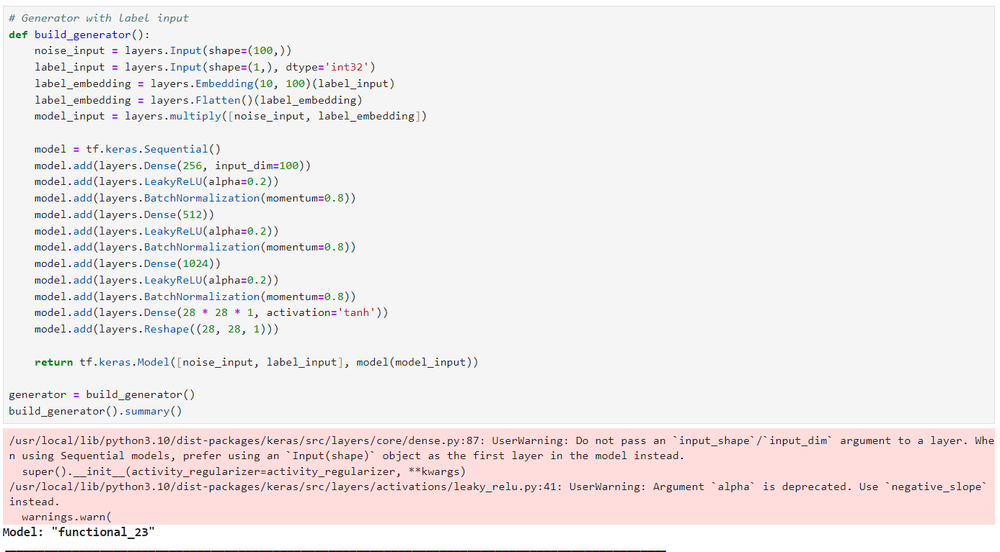 # Generator with label input
def build_generator():
    noise_input = layers.Input(shape=(100,))
    label_input = layers.Input(shape=(1,), dtype='int32')
    label_embedding = layers.Embedding(10, 100)(label_input)
    label_embedding = layers.Flatten()(label_embedding)
    model_input = layers.multiply([noise_input, label_embedding])

    model = tf.keras.Sequential()
    model.add(layers.Dense(256, input_dim=100))
    model.add(layers.LeakyReLU(alpha=0.2))
    model.add(layers.BatchNormalization(momentum=0.8))
    model.add(layers.Dense(512))
    model.add(layers.LeakyReLU(alpha=0.2))
    model.add(layers.BatchNormalization(momentum=0.8))
    model.add(layers.Dense(1024))
    model.add(layers.LeakyReLU(alpha=0.2))
    model.add(layers.BatchNormalization(momentum=0.8))
    model.add(layers.Dense(28 * 28 * 1, activation='tanh'))
    model.add(layers.Reshape((28, 28, 1)))

    return tf.keras.Model([noise_input, label_input], model(model_input))

generator = build_generator()
build_generator().summary()
/usr/local/lib/python3.10/dist-packages/keras/src/layers/core/dense.py:87: UserWarning: Do not pass an `input_shape`/`input_dim` argument to a layer. Whe
n using Sequential models, prefer using an `Input(shape)` object as the first layer in the model instead.
  super().__init__(activity_regularizer=activity_regularizer, **kwargs)
/usr/local/lib/python3.10/dist-packages/keras/src/layers/activations/leaky_relu.py:41: UserWarning: Argument `alpha` is deprecated. Use `negative_slope`
instead.
  warnings.warn(
Model: "functional_23"